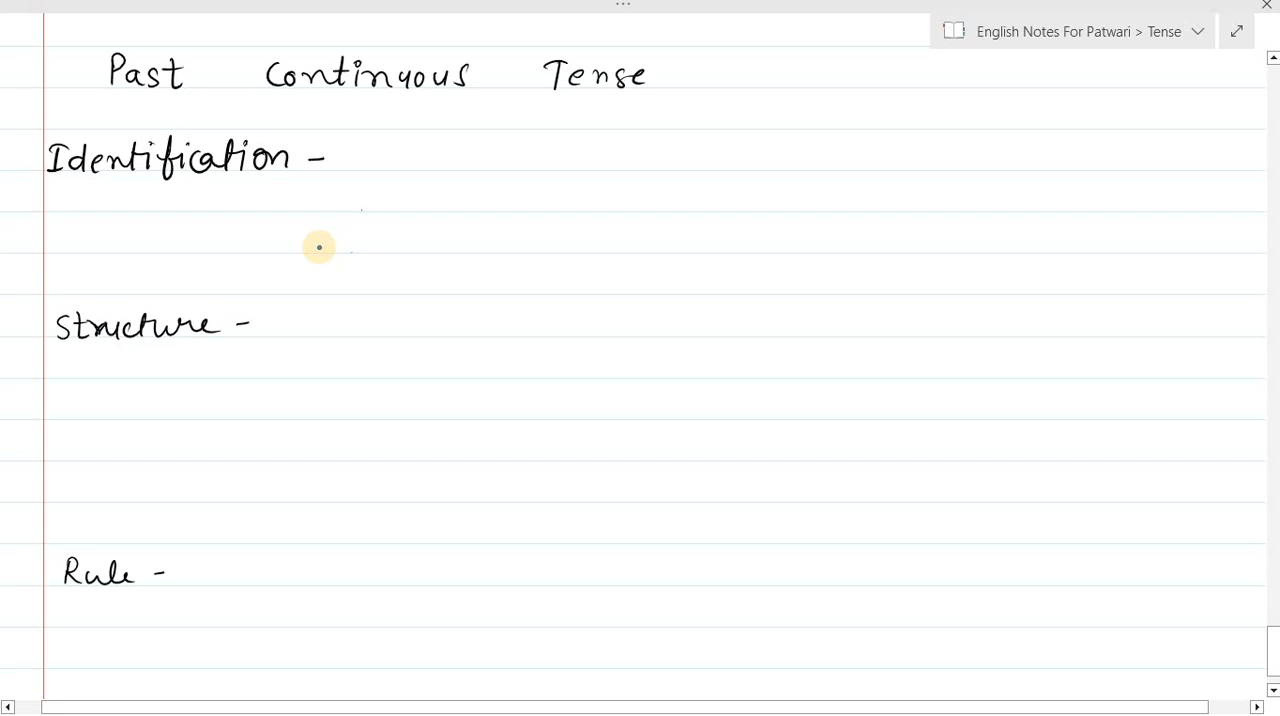 English Notes For Patwari > Tense
Past Continuous Tense
Identification -
Structure -
Rule -